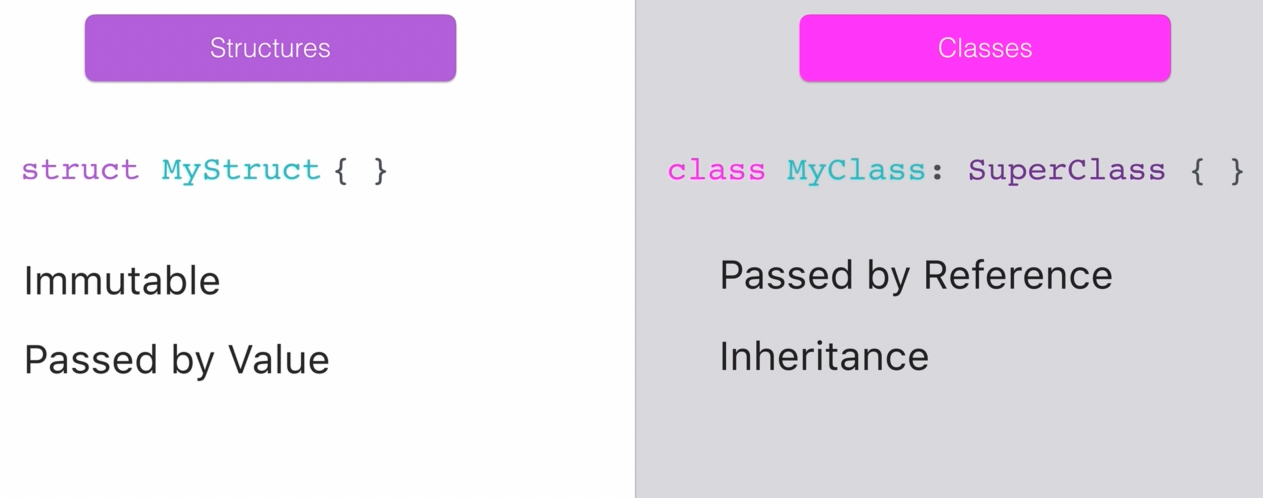 Structures
struct MyStruct { }
Immutable
Passed by Value
Classes
class MyClass: SuperClass { }
Passed by Reference
Inheritance